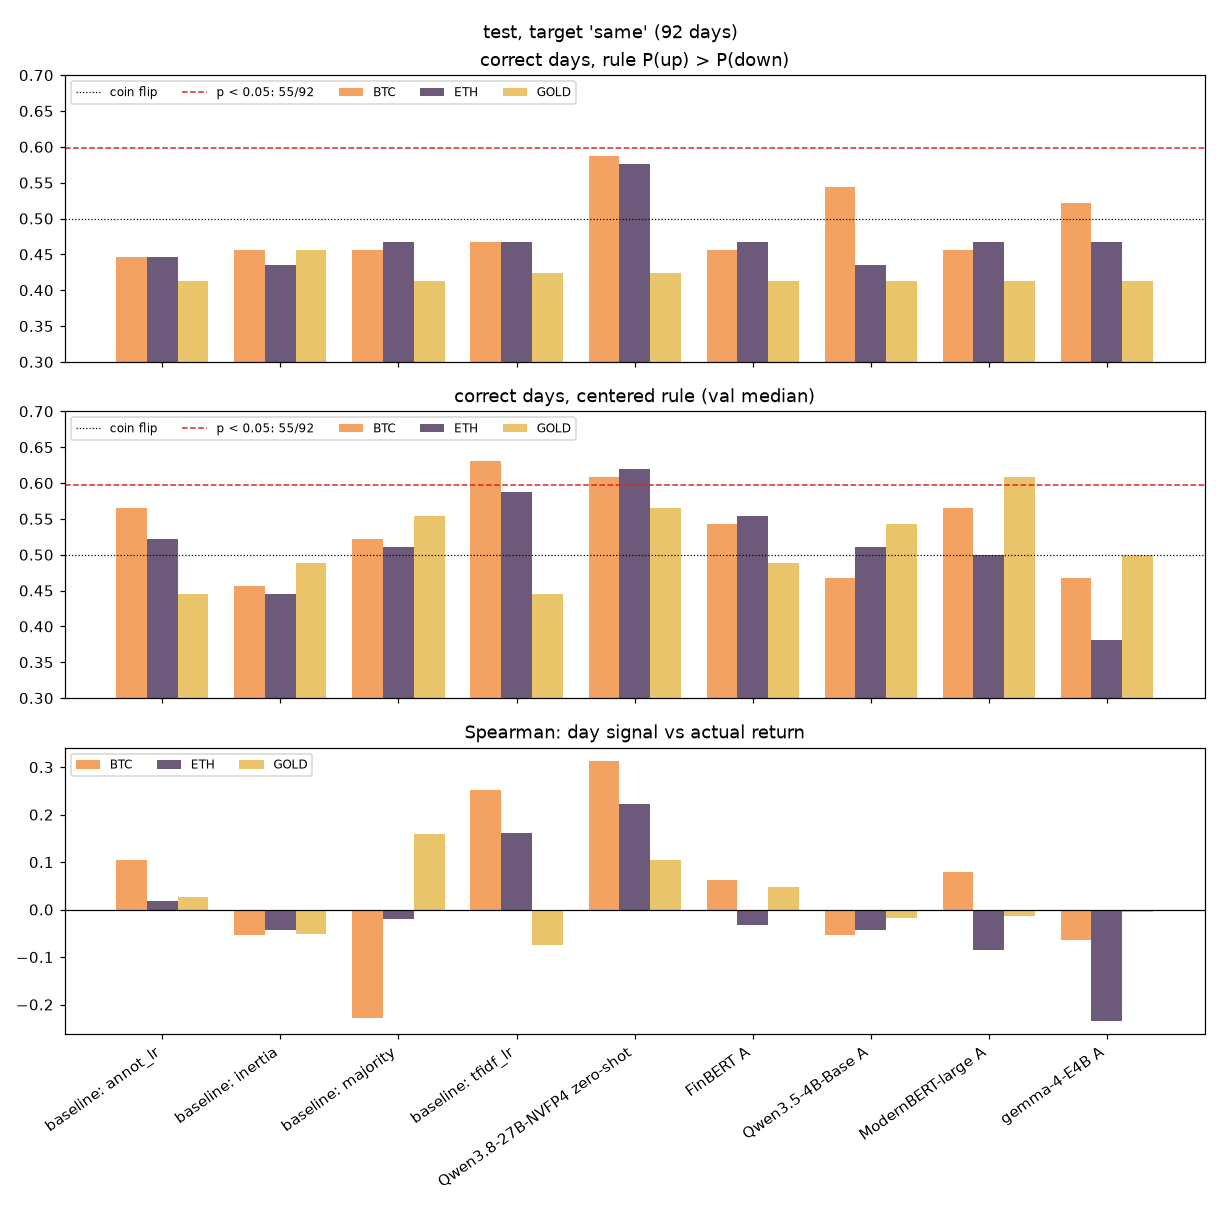 test, target 'same' (92 days)
correct days, rule P(up) > P(down)
0.70
0.65
0.60
0.55
0.50
0.45
0.40
0.35
0.30
coin flip
p < 0.05: 55/92
BTC
ETH
GOLD
correct days, centered rule (val median)
0.70
0.65
0.60
0.55
0.50
0.45
0.40
0.35
0.30
coin flip
p < 0.05: 55/92
BTC
ETH
GOLD
Spearman: day signal vs actual return
0.3
0.2
0.1
0.0
−0.1
−0.2
BTC
ETH
GOLD
baseline: annot_lr
baseline: inertia
baseline: majority
baseline: tfidf_lr
Qwen3.8-27B-NVFP4 zero-shot
FinBERT A
Qwen3.5-4B-Base A
ModernBERT-large A
gemma-4-E4B A